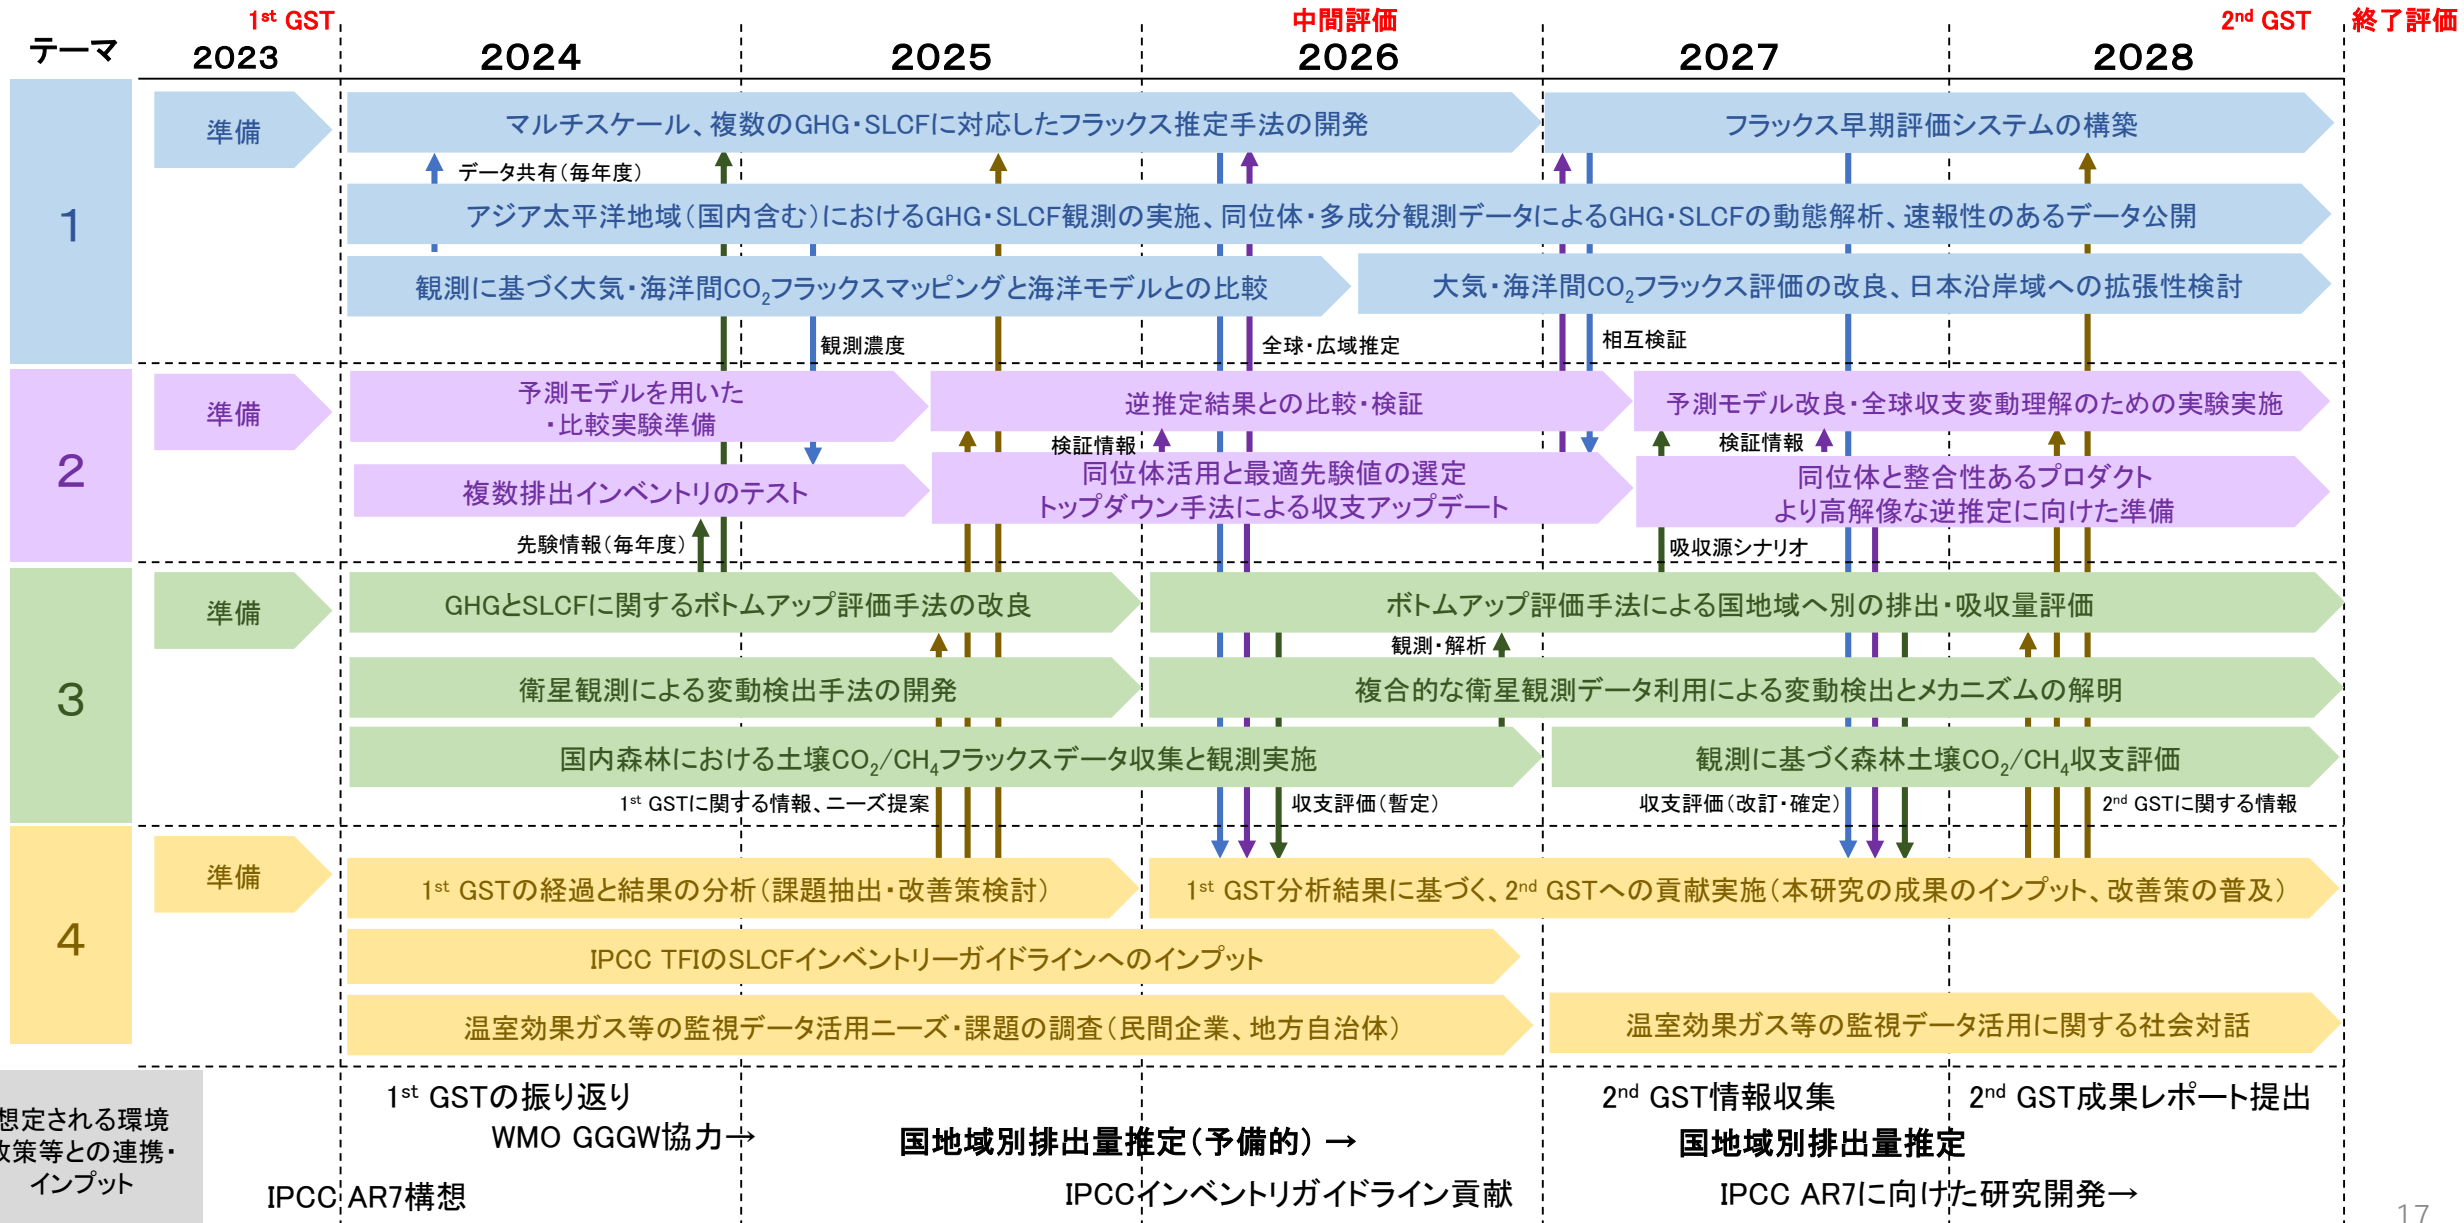 1st GST
中間評価
2nd GST
終了評価
テーマ
2023
2024
2025
2026
2027
2028
1
準備
マルチスケール、複数のGHG・SLCFに対応したフラックス推定手法の開発
フラックス早期評価システムの構築
データ共有（毎年度）
アジア太平洋地域（国内含む）におけるGHG・SLCF観測の実施、同位体・多成分観測データによるGHG・SLCFの動態解析、速報性のあるデータ公開
観測に基づく大気・海洋間CO2フラックスマッピングと海洋モデルとの比較
大気・海洋間CO2フラックス評価の改良、日本沿岸域への拡張性検討
観測濃度
全球・広域推定
相互検証
2
準備
予測モデルを用いた
・比較実験準備
逆推定結果との比較・検証
予測モデル改良・全球収支変動理解のための実験実施
検証情報
検証情報
複数排出インベントリのテスト
同位体活用と最適先験値の選定
トップダウン手法による収支アップデート
同位体と整合性あるプロダクト
より高解像な逆推定に向けた準備
先験情報（毎年度）
吸収源シナリオ
3
準備
GHGとSLCFに関するボトムアップ評価手法の改良
ボトムアップ評価手法による国地域へ別の排出・吸収量評価
観測・解析
衛星観測による変動検出手法の開発
複合的な衛星観測データ利用による変動検出とメカニズムの解明
国内森林における土壌CO2/CH4フラックスデータ収集と観測実施
観測に基づく森林土壌CO2/CH4収支評価
1st GSTに関する情報、ニーズ提案
収支評価（暫定）
収支評価（改訂・確定）
2nd GSTに関する情報
4
準備
1st GSTの経過と結果の分析（課題抽出・改善策検討）
1st GST分析結果に基づく、2nd GSTへの貢献実施（本研究の成果のインプット、改善策の普及）
IPCC TFIのSLCFインベントリーガイドラインへのインプット
温室効果ガス等の監視データ活用ニーズ・課題の調査（民間企業、地方自治体）
温室効果ガス等の監視データ活用に関する社会対話
想定される環境
政策等との連携・
インプット
1st GSTの振り返り
2nd GST情報収集
2nd GST成果レポート提出
WMO GGGW協力→
国地域別排出量推定（予備的）→
国地域別排出量推定
IPCC AR7構想
IPCCインベントリガイドライン貢献
IPCC AR7に向けた研究開発→
17